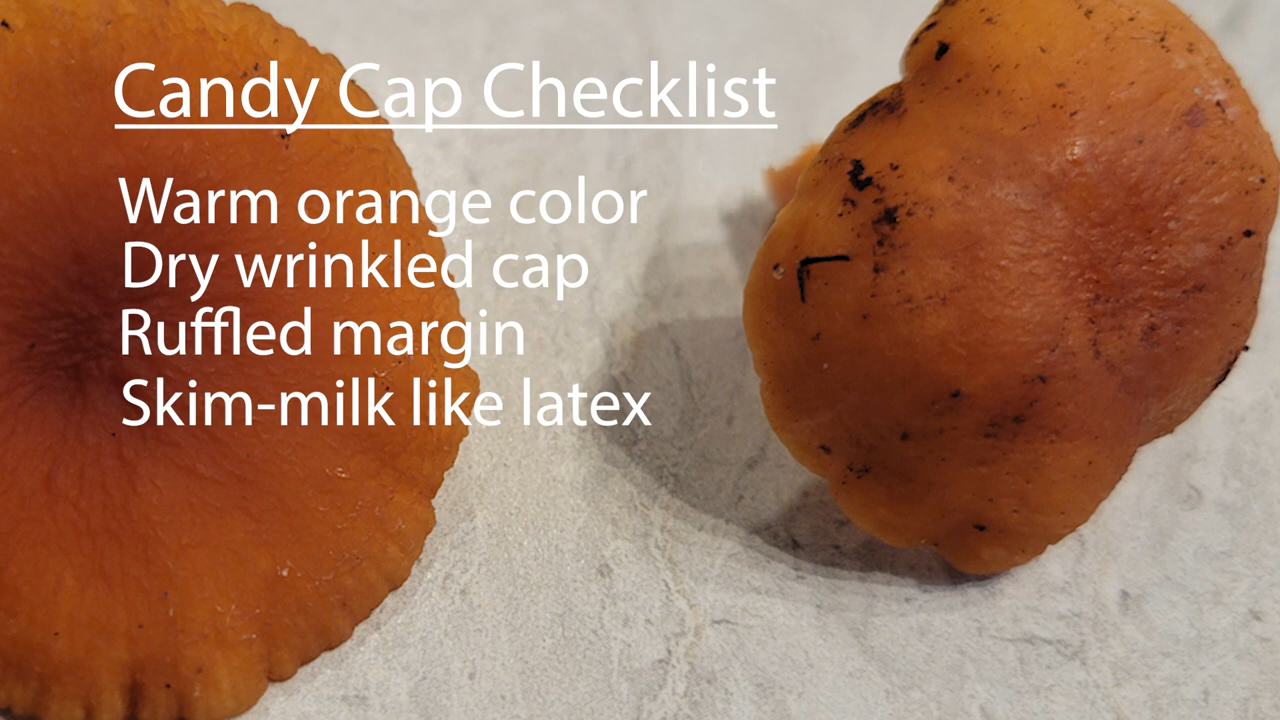 Candy Cap Checklist
Warm orange color
Dry wrinkled cap
Ruffled margin
Skim-milk like latex